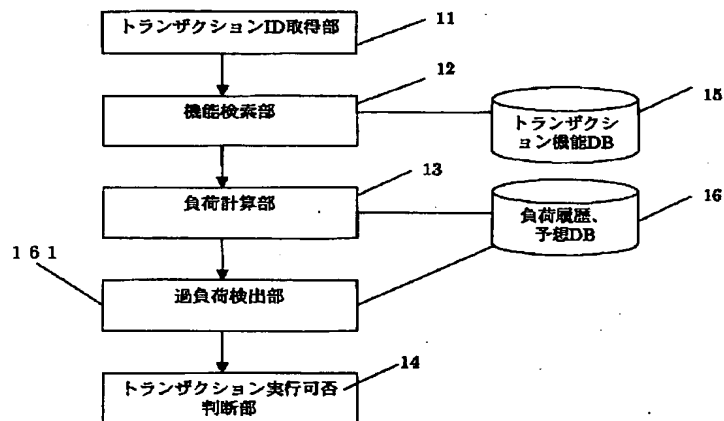 トランザクションID取得部
11
12
機能検索部
トランザクシ
ョン機能DB
15
13
負荷計算部
負荷履歴、
予想DB
16
161
過負荷検出部
14
トランザクション実行可否
判断部